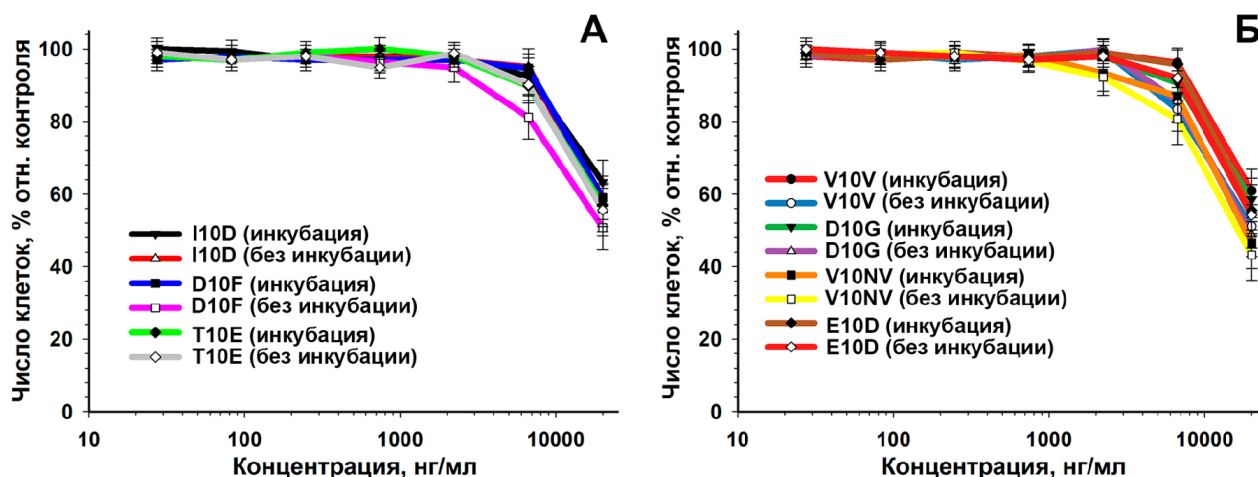 А
Число клеток, % отн. контроля
120
100
80
60
40
20
0
I10D (инкубация)
I10D (без инкубации)
D10F (инкубация)
D10F (без инкубации)
T10E (инкубация)
T10E (без инкубации)
10 100 1000 10000
Концентрация, нг/мл
Б
Число клеток, % отн. контроля
120
100
80
60
40
20
0
V10V (инкубация)
V10V (без инкубации)
D10G (инкубация)
D10G (без инкубации)
V10NV (инкубация)
V10NV (без инкубации)
E10D (инкубация)
E10D (без инкубации)
10 100 1000 10000
Концентрация, нг/мл